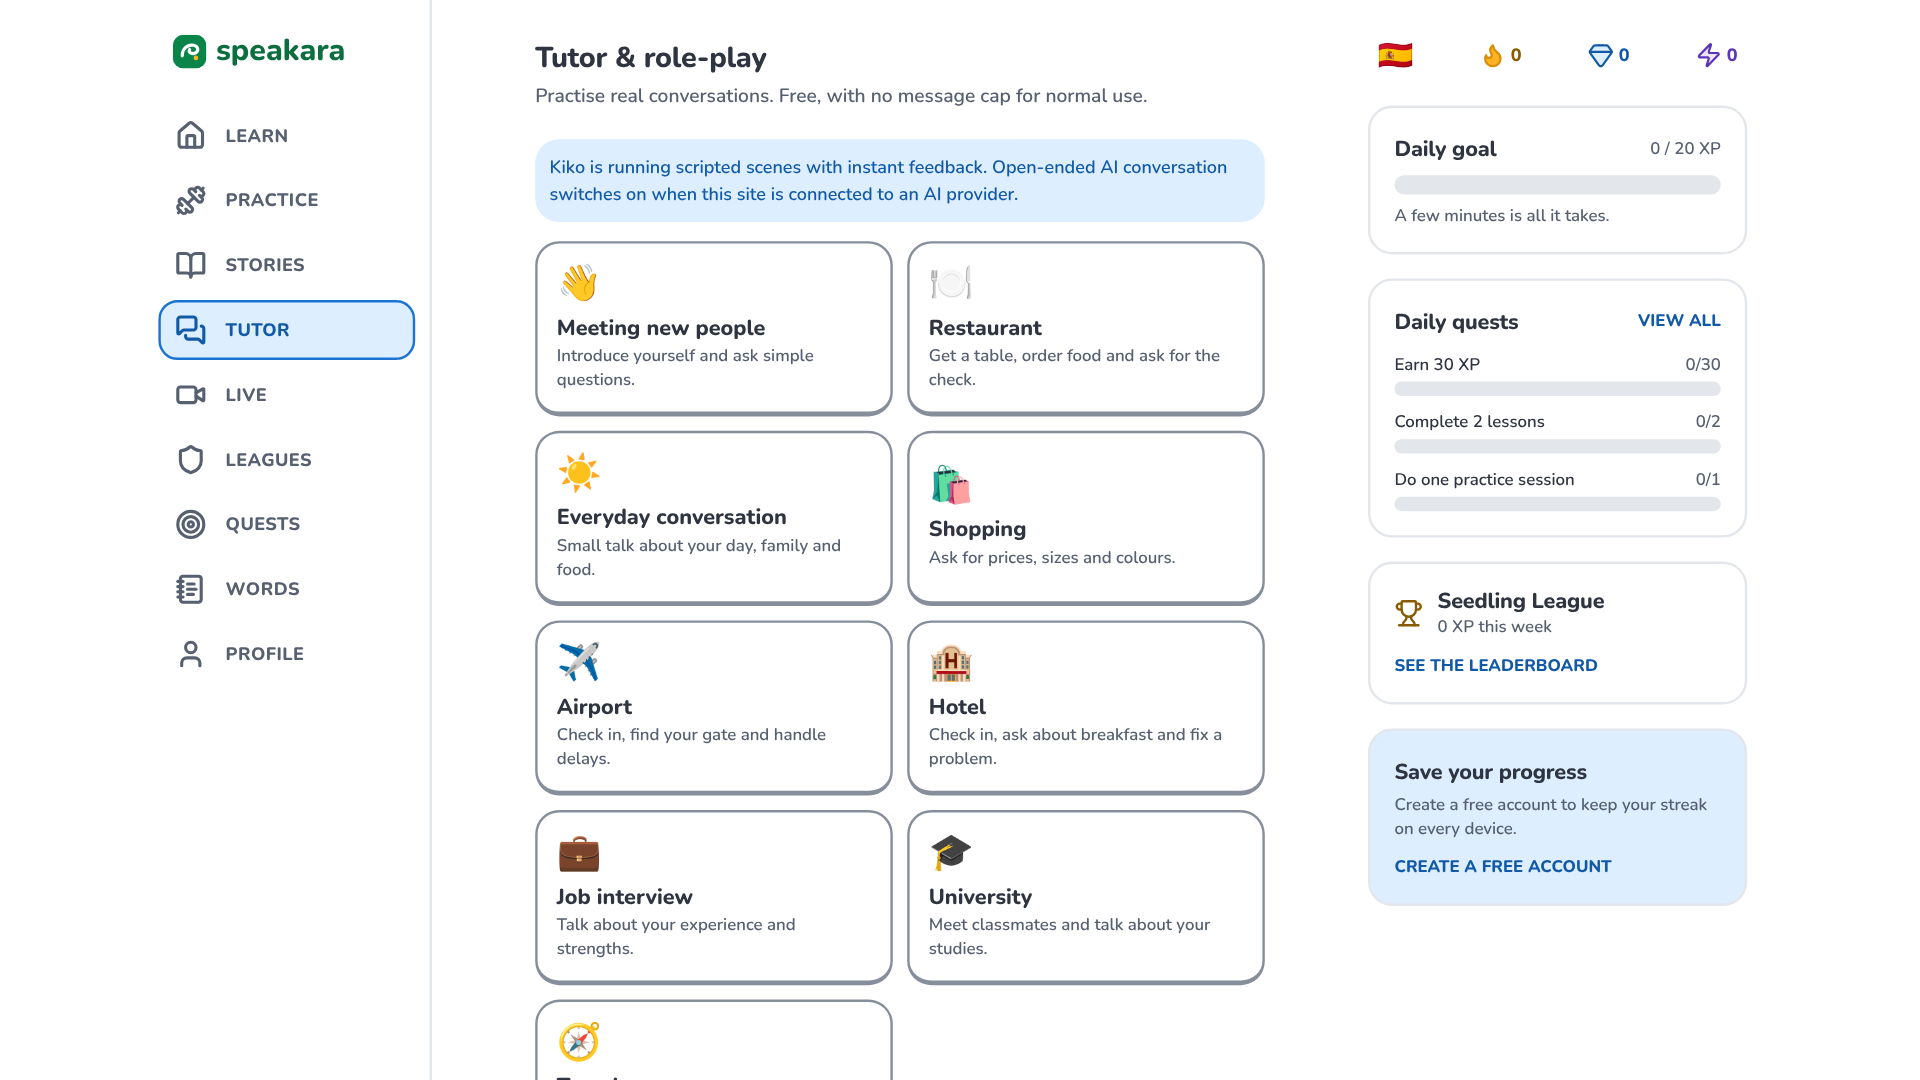 speakara
LEARN
PRACTICE
STORIES
TUTOR
LIVE
LEAGUES
QUESTS
WORDS
PROFILE
Tutor & role-play
Practise real conversations. Free, with no message cap for normal use.
Kiko is running scripted scenes with instant feedback. Open-ended AI conversation
switches on when this site is connected to an AI provider.
Meeting new people
Introduce yourself and ask simple
questions.
Restaurant
Get a table, order food and ask for the
check.
Everyday conversation
Small talk about your day, family and
food.
Shopping
Ask for prices, sizes and colours.
Airport
Check in, find your gate and handle
delays.
Hotel
Check in, ask about breakfast and fix a
problem.
Job interview
Talk about your experience and
strengths.
University
Meet classmates and talk about your
studies.
0
0
0
Daily goal
0 / 20 XP
A few minutes is all it takes.
Daily quests
VIEW ALL
Earn 30 XP
0/30
Complete 2 lessons
0/2
Do one practice session
0/1
Seedling League
0 XP this week
SEE THE LEADERBOARD
Save your progress
Create a free account to keep your streak
on every device.
CREATE A FREE ACCOUNT